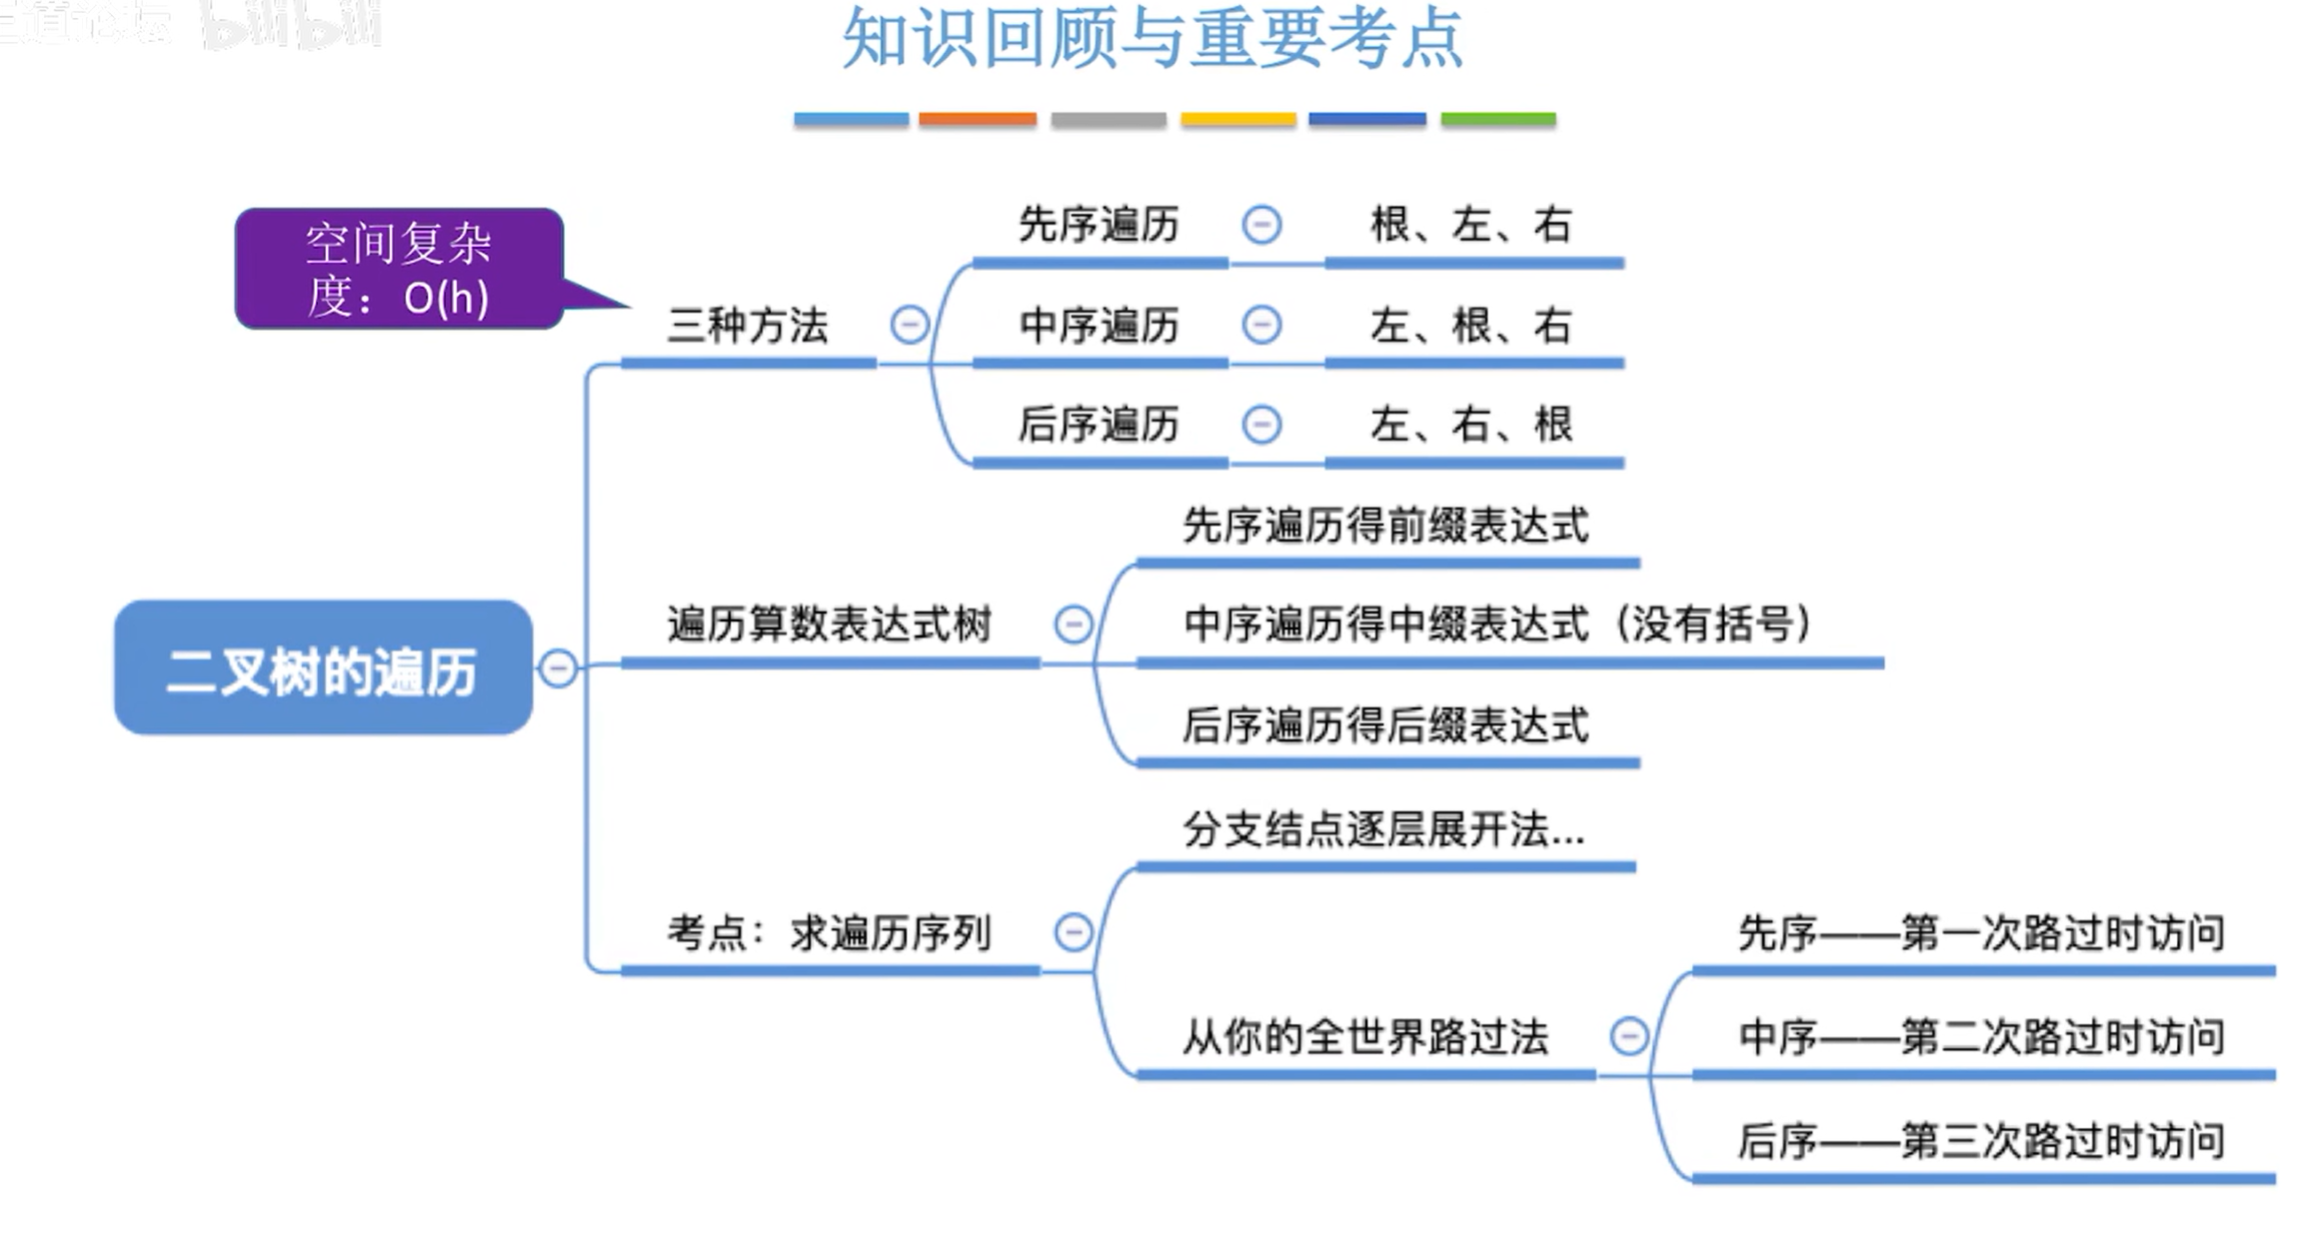 道论坛 bilibili
知识回顾与重要考点
空间复杂
度：O(h)
先序遍历
根、左、右
三种方法
中序遍历
左、根、右
后序遍历
左、右、根
先序遍历得前缀表达式
遍历算数表达式树
中序遍历得中缀表达式（没有括号）
后序遍历得后缀表达式
二叉树的遍历
分支结点逐层展开法...
考点：求遍历序列
从你的全世界路过法
先序——第一次路过时访问
中序——第二次路过时访问
后序——第三次路过时访问